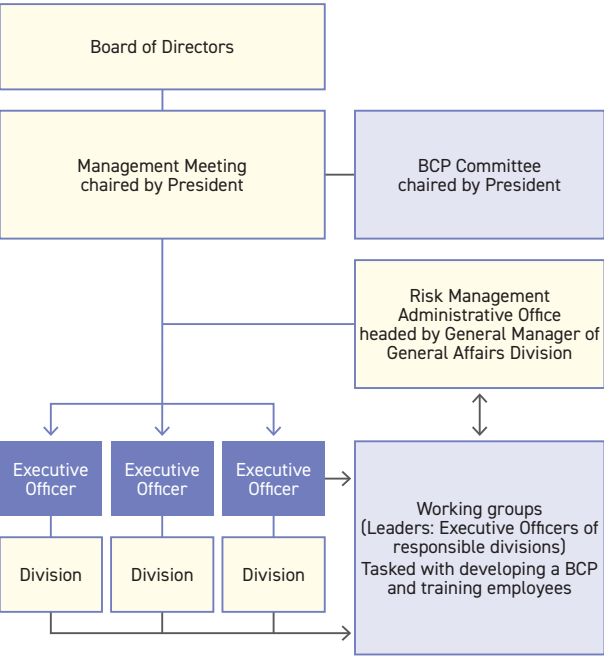 Board of Directors
Management Meeting
chaired by President
BCP Committee
chaired by President
Risk Management
Administrative Office
headed by General Manager of
General Affairs Division
Executive
Officer
Executive
Officer
Executive
Officer
Division
Division
Division
Working groups
(Leaders: Executive Officers of
responsible divisions)
Tasked with developing a BCP
and training employees